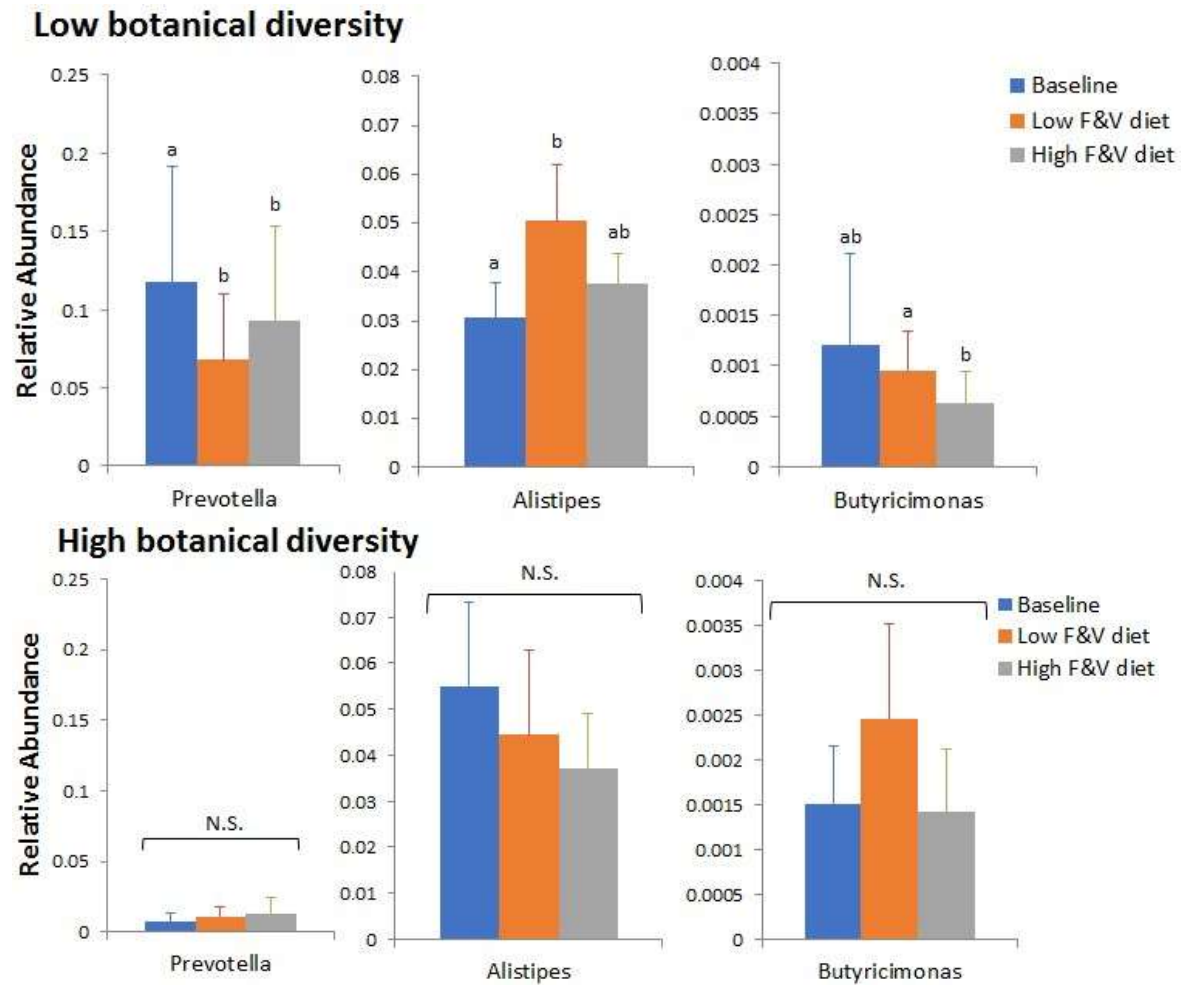 Low botanical diversity
Relative Abundance
0.25
0.2
0.15
0.1
0.05
0
a
b
b
Prevotella
0.08
0.07
0.06
0.05
0.04
0.03
0.02
0.01
0
a
b
ab
Alistipes
0.004
0.0035
0.003
0.0025
0.002
0.0015
0.001
0.0005
0
ab
a
b
Butyricimonas
Baseline
Low F&V diet
High F&V diet
High botanical diversity
Relative Abundance
0.25
0.2
0.15
0.1
0.05
0
N.S.
Prevotella
0.08
0.07
0.06
0.05
0.04
0.03
0.02
0.01
0
N.S.
Alistipes
0.004
0.0035
0.003
0.0025
0.002
0.0015
0.001
0.0005
0
N.S.
Butyricimonas
Baseline
Low F&V diet
High F&V diet